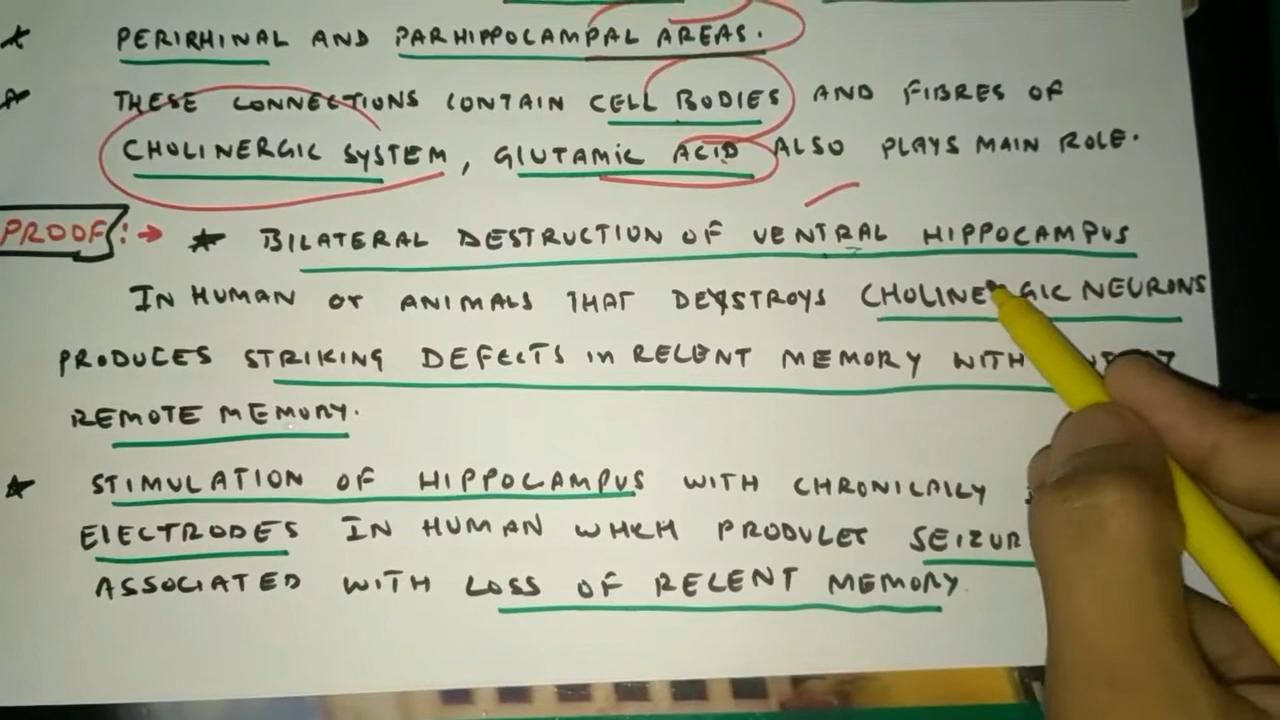 ★ PERIRHINAL AND PARHIPPOCAMPAL AREAS.
★ THESE CONNECTIONS CONTAIN CELL BODIES AND FIBRES OF
CHOLINERGIC SYSTEM, GLUTAMIC ACID ALSO PLAYS MAIN ROLE.
PROOF:→ ★ BILATERAL DESTRUCTION OF VENTRAL HIPPOCAMPUS
IN HUMAN or ANIMALS THAT DESTROYS CHOLINERGIC NEURONS
PRODUCES STRIKING DEFECTS in RECENT MEMORY WITH
REMOTE MEMORY.
★ STIMULATION OF HIPPOCAMPUS WITH CHRONICALLY
ELECTRODES IN HUMAN WHCH PRODUCES SEIZUR
ASSOCIATED WITH LOSS OF RECENT MEMORY